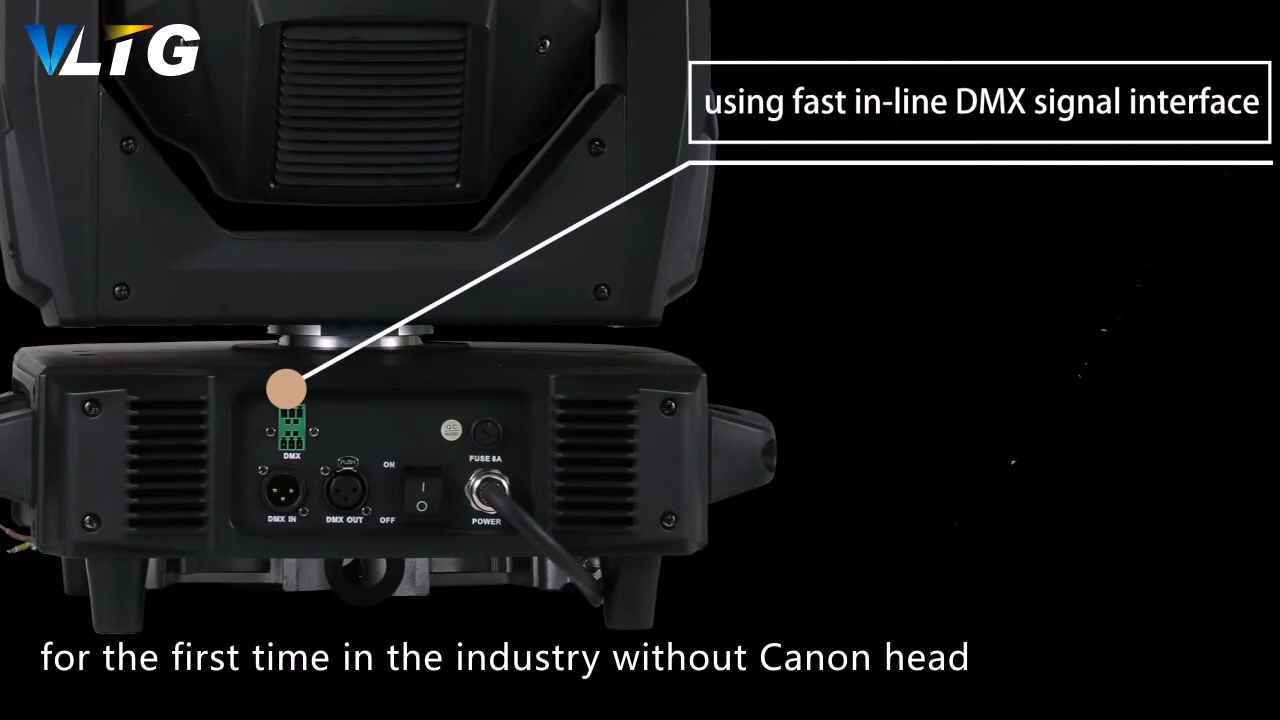 VLTG
using fast in-line DMX signal interface
DMX
PUSH
ON
FUSE 8A
DMX IN
DMX OUT
OFF
POWER
for the first time in the industry without Canon head